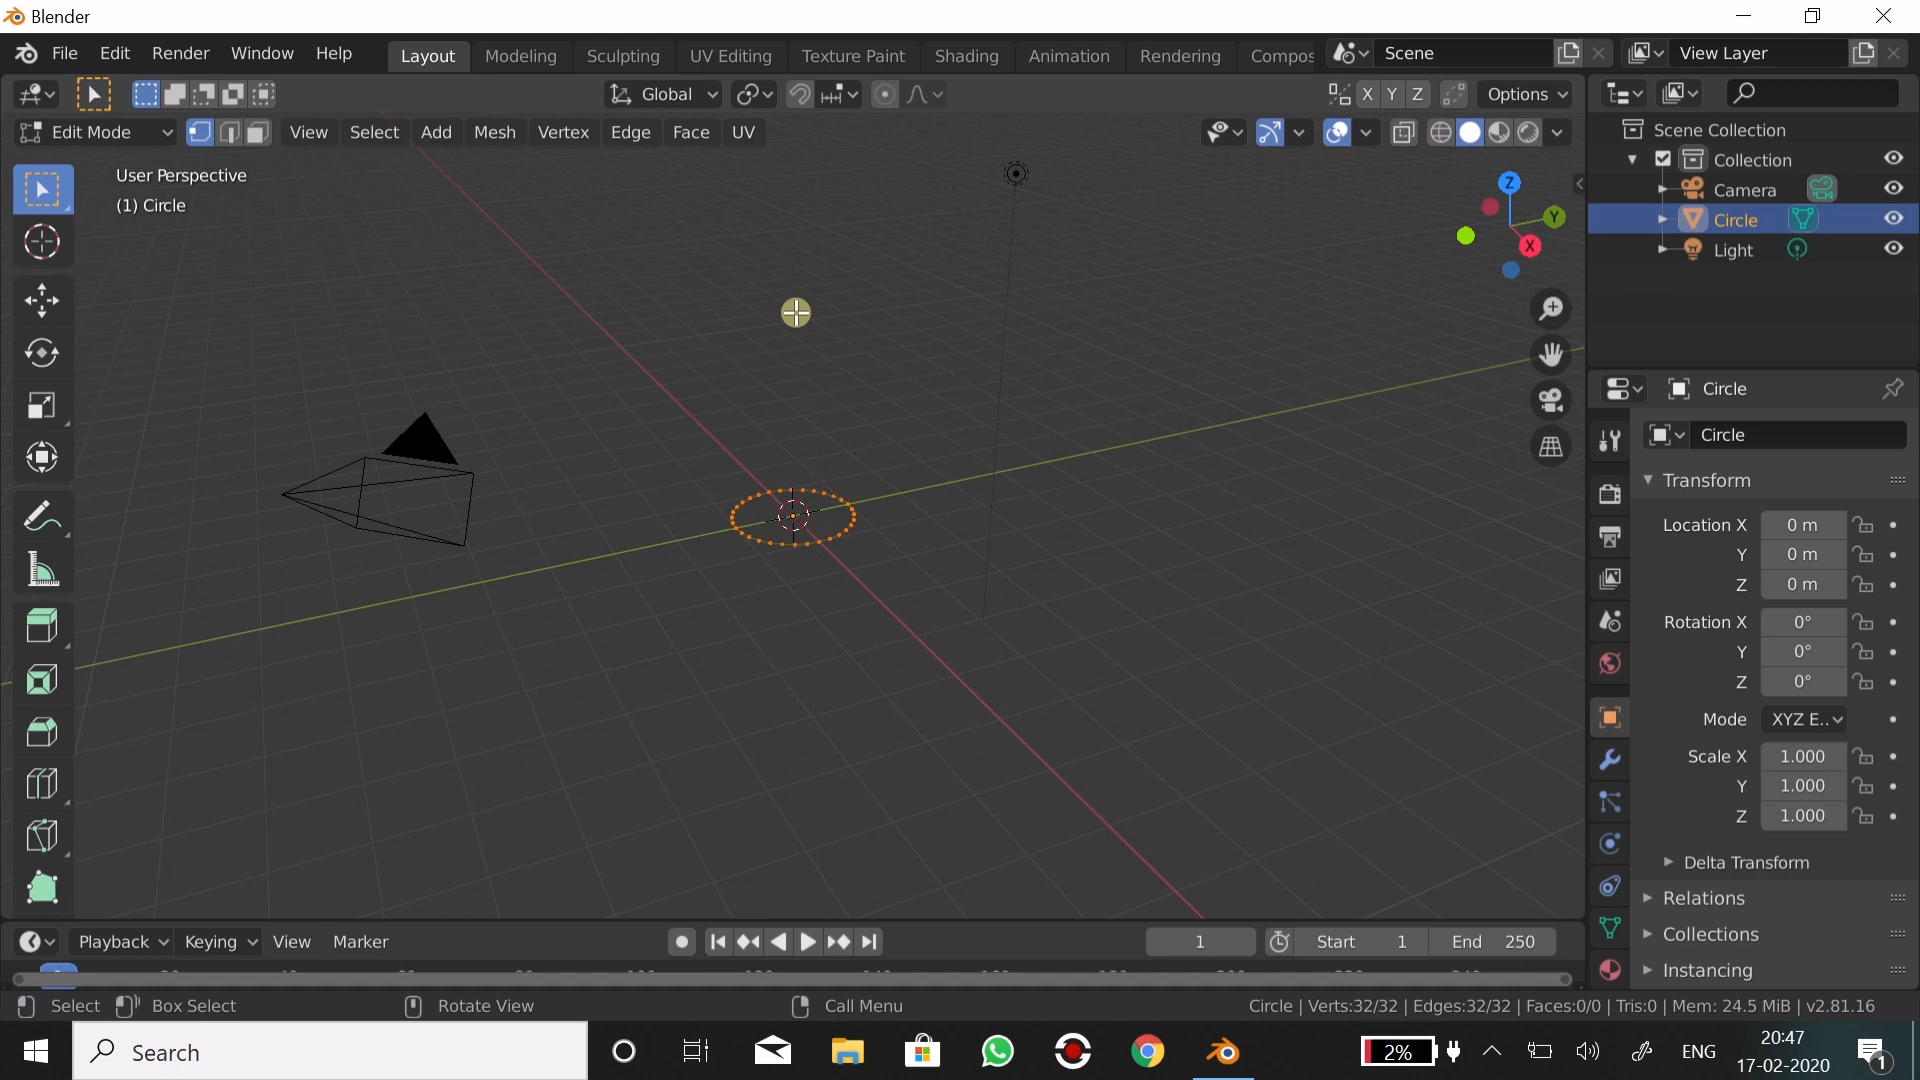 Blender
File Edit Render Window Help Layout Modeling Sculpting UV Editing Texture Paint Shading Animation Rendering Compos Scene View Layer
Global X Y Z Options
Edit Mode View Select Add Mesh Vertex Edge Face UV
User Perspective
(1) Circle
Z
Y
X
Scene Collection
Collection
Camera
Circle
Light
Circle
Circle
Transform
Location X 0 m
Y 0 m
Z 0 m
Rotation X 0°
Y 0°
Z 0°
Mode XYZ E..
Scale X 1.000
Y 1.000
Z 1.000
Delta Transform
Relations
Collections
Instancing
Playback Keying View Marker 1 Start 1 End 250
Select Box Select Rotate View Call Menu Circle | Verts:32/32 | Edges:32/32 | Faces:0/0 | Tris:0 | Mem: 24.5 MiB | v2.81.16
Search 2% ENG 20:47
17-02-2020 1